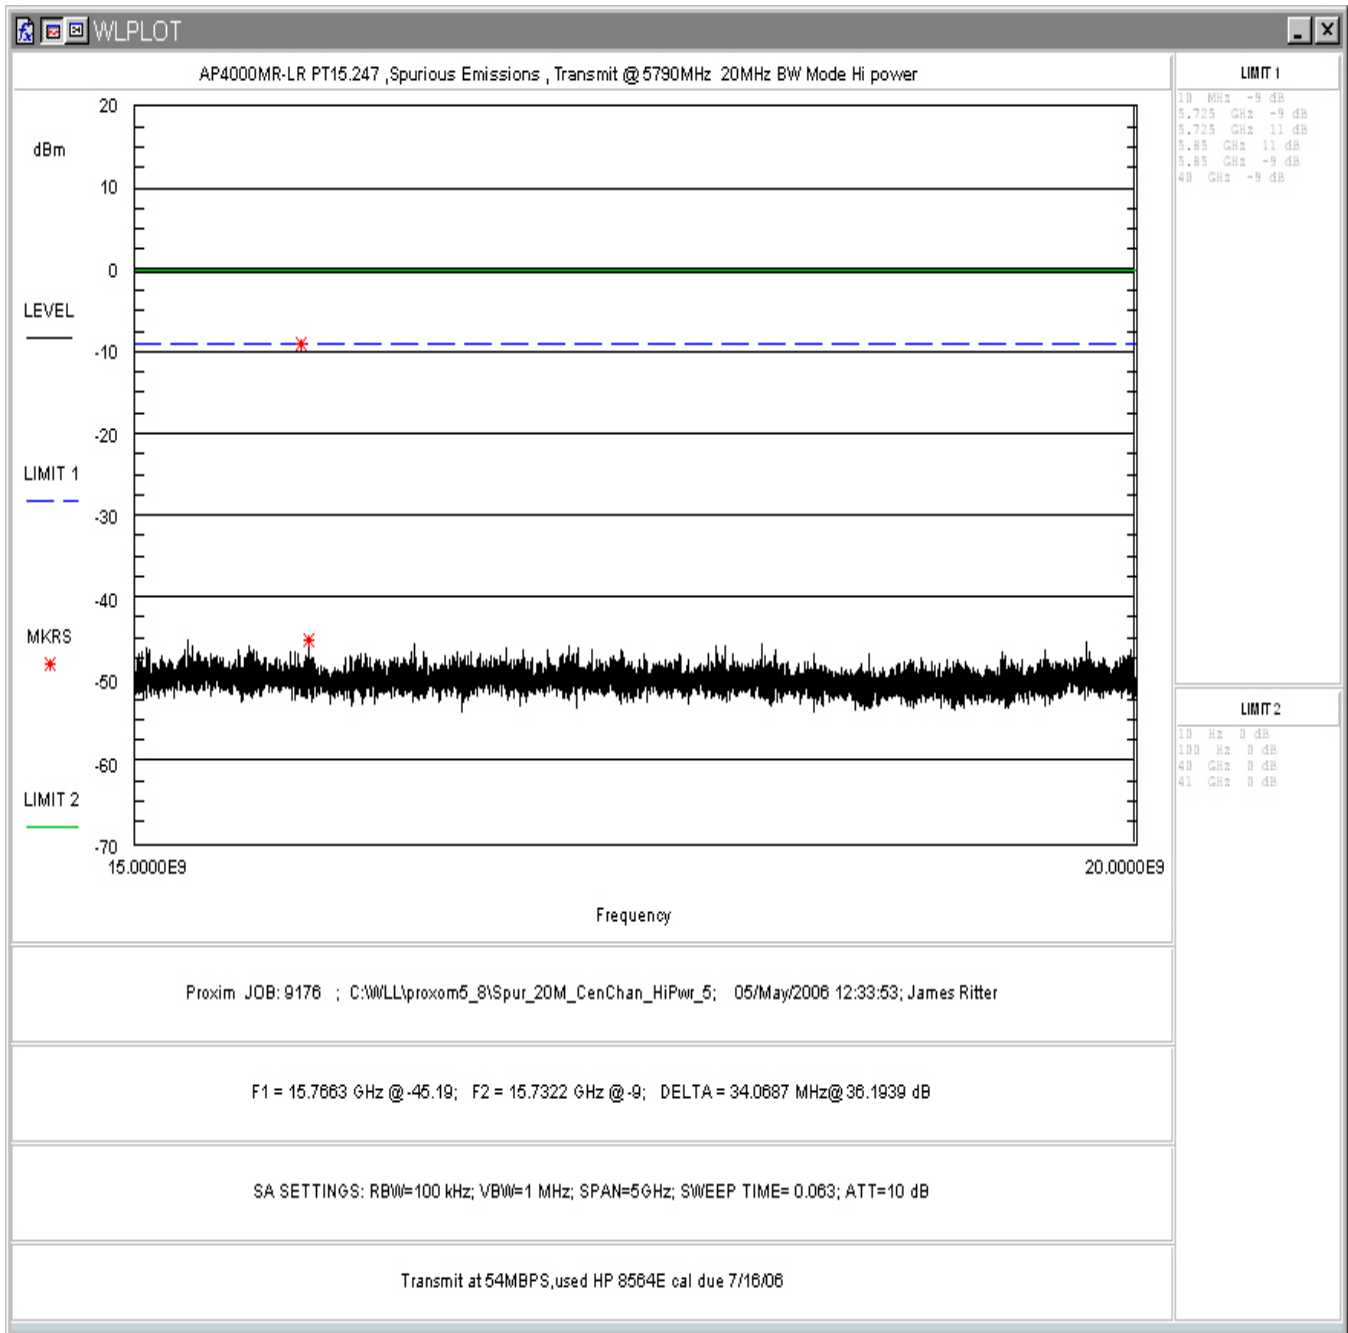 WLPLOT
AP4000MR-LR PT15.247 ,Spurious Emissions , Transmit @ 5790MHz 20MHz BW Mode Hi power
20
dBm
10
0
LEVEL
-10
-20
LIMIT 1
-30
-40
MKRS
-50
-60
LIMIT 2
-70
15.0000E9
20.0000E9
Frequency
LIMIT 1
10 MHz -9 dB
5.725 GHz -9 dB
5.725 GHz 11 dB
5.85 GHz 11 dB
5.85 GHz -9 dB
40 GHz -9 dB
LIMIT 2
10 Hz 0 dB
100 Hz 0 dB
40 GHz 0 dB
41 GHz 0 dB
Proxim JOB: 9176 ; C:\WLL\proxom5_8\Spur_20M_CenChan_HiPwr_5; 05/May/2006 12:33:53; James Ritter
F1 = 15.7663 GHz @ -45.19; F2 = 15.7322 GHz @ -9; DELTA = 34.0687 MHz@ 36.1939 dB
SA SETTINGS: RBW=100 kHz; VBW=1 MHz; SPAN=5GHz; SWEEP TIME= 0.063; ATT=10 dB
Transmit at 54MBPS,used HP 8564E cal due 7/16/06